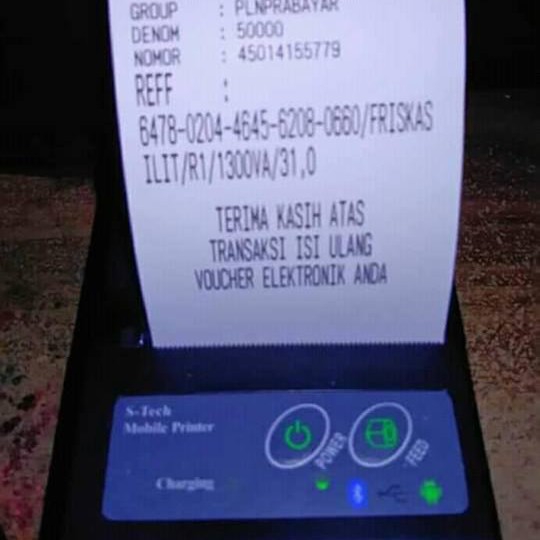 GROUP : PLNPRABAYAR
DENOM : 50000
NOMOR : 45014155779
REFF :
6478-0204-4645-6208-0660/FRISKAS
ILIT/R1/1300VA/31,0
TERIMA KASIH ATAS
TRANSAKSI ISI ULANG
VOUCHER ELEKTRONIK ANDA
S-Tech
Mobile Printer
POWER
FEED
Charging